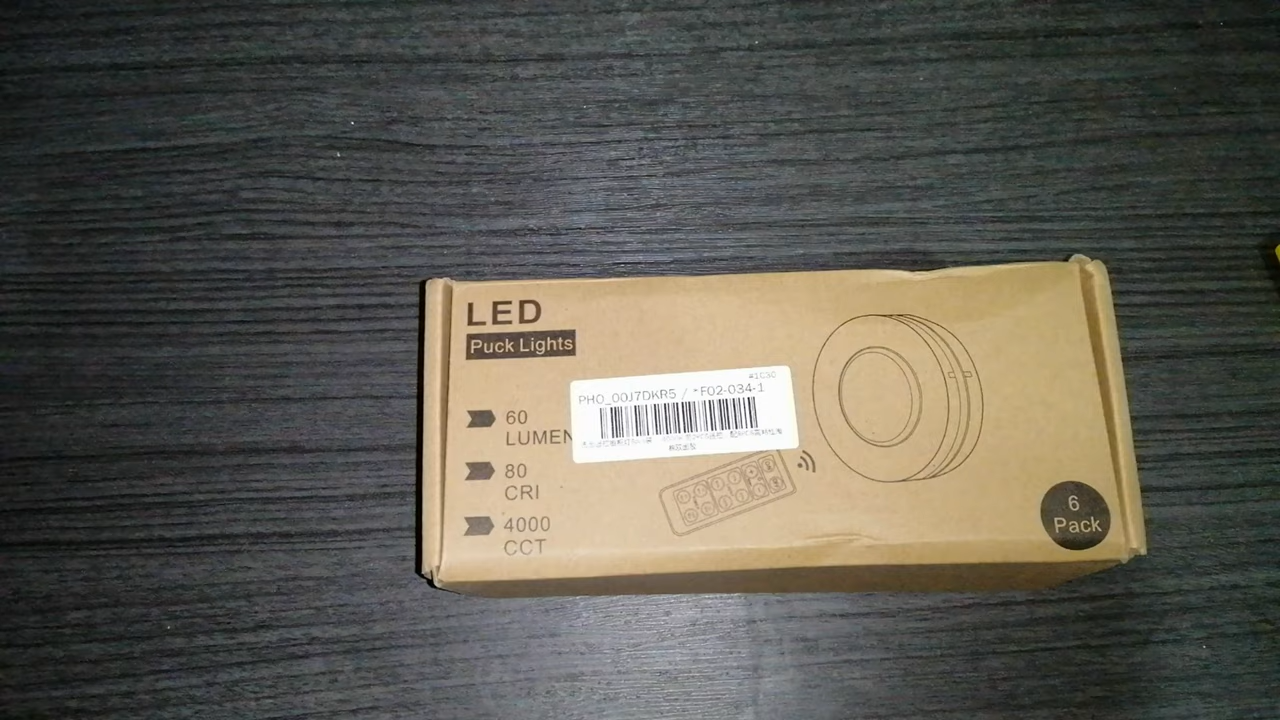 LED
Puck Lights
60
LUMEN
80
CRI
4000
CCT
#1C30
PHO_00J7DKR5 / *F02-034-1
6
Pack